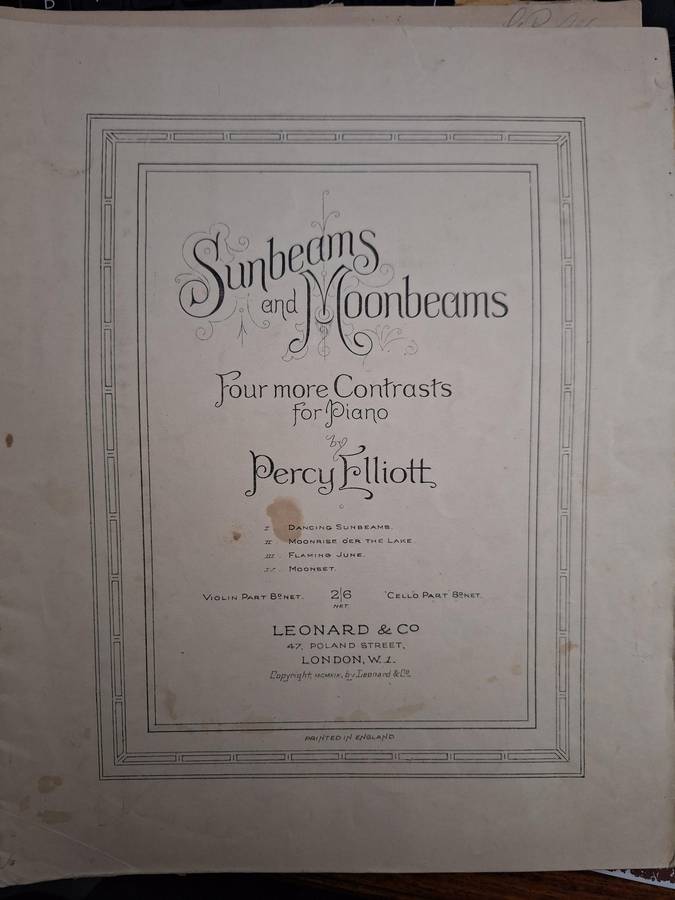 Sunbeams
and Moonbeams
Four more Contrasts
for Piano
by
Percy Elliott
I. DANCING SUNBEAMS.
II. MOONRISE O'ER THE LAKE.
III. FLAMING JUNE.
IV. MOONSET.
VIOLIN PART 8D NET. 2/6 'CELLO PART 8D NET.
NET.
LEONARD & CO
47, POLAND STREET,
LONDON, W.1.
Copyright, MCMXIX, by Leonard & Co.
PRINTED IN ENGLAND